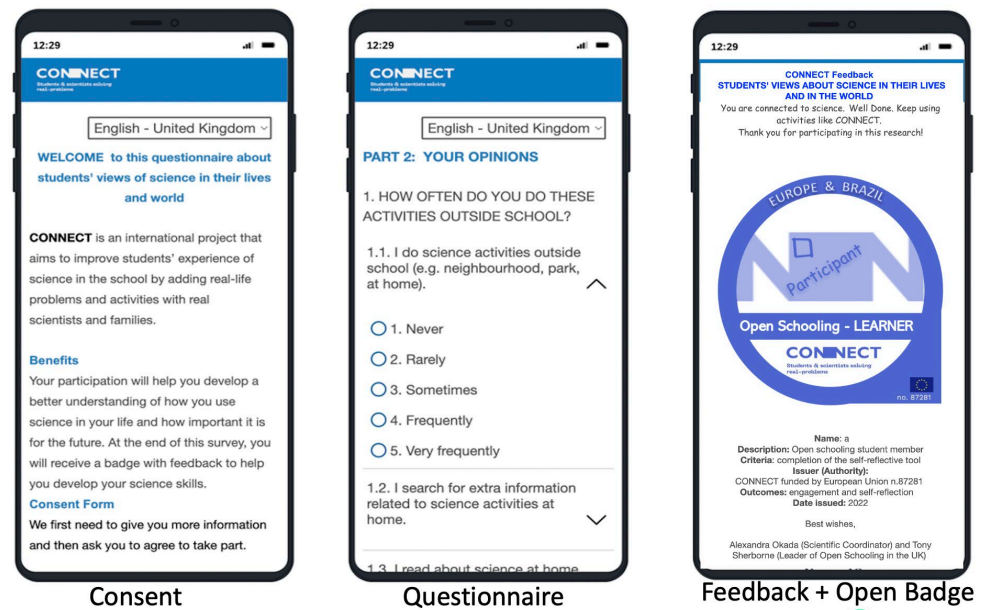 12:29
CONNECT
Students & scientists solving
real-problems
English - United Kingdom
WELCOME to this questionnaire about
students' views of science in their lives
and world
CONNECT is an international project that
aims to improve students' experience of
science in the school by adding real-life
problems and activities with real
scientists and families.
Benefits
Your participation will help you develop a
better understanding of how you use
science in your life and how important it is
for the future. At the end of this survey, you
will receive a badge with feedback to help
you develop your science skills.
Consent Form
We first need to give you more information
and then ask you to agree to take part.
Consent
12:29
CONNECT
Students & scientists solving
real-problems
English - United Kingdom
PART 2: YOUR OPINIONS
1. HOW OFTEN DO YOU DO THESE
ACTIVITIES OUTSIDE SCHOOL?
1.1. I do science activities outside
school (e.g. neighbourhood, park,
at home).
1. Never
2. Rarely
3. Sometimes
4. Frequently
5. Very frequently
1.2. I search for extra information
related to science activities at
home.
1.3. I read about science at home
Questionnaire
12:29
CONNECT Feedback
STUDENTS' VIEWS ABOUT SCIENCE IN THEIR LIVES
AND IN THE WORLD
You are connected to science. Well Done. Keep using
activities like CONNECT.
Thank you for participating in this research!
EUROPE & BRAZIL
Participant
Open Schooling - LEARNER
CONNECT
Students & scientists solving
real-problems
no. 87281
Name: a
Description: Open schooling student member
Criteria: completion of the self-reflective tool
Issuer (Authority):
CONNECT funded by European Union n.87281
Outcomes: engagement and self-reflection
Date issued: 2022
Best wishes,
Alexandra Okada (Scientific Coordinator) and Tony
Sherborne (Leader of Open Schooling in the UK)
Feedback + Open Badge